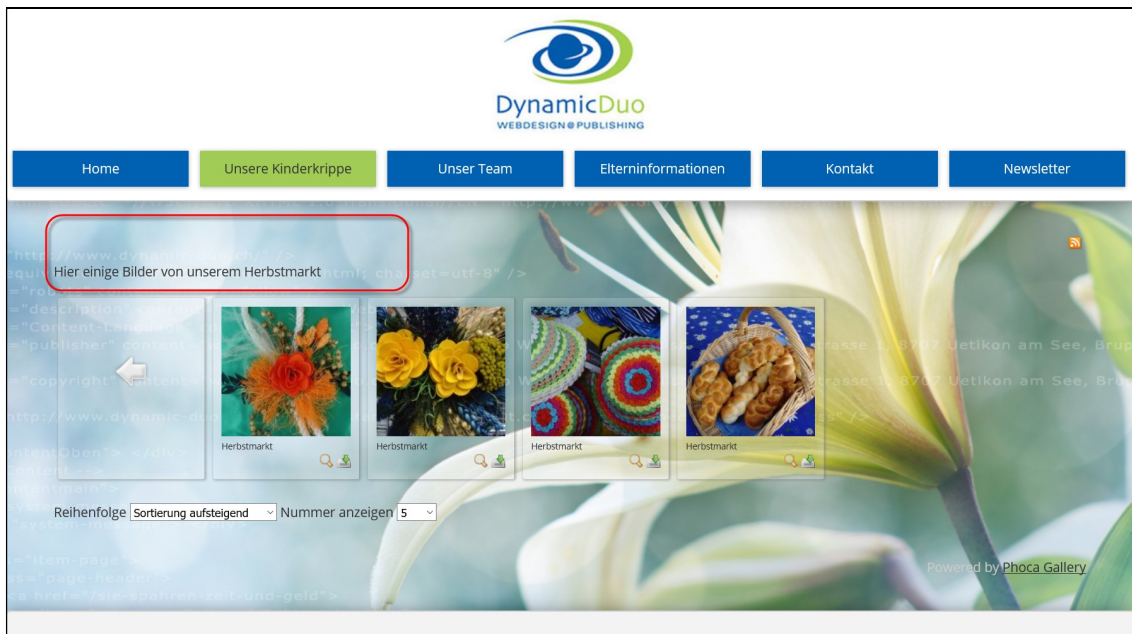 DynamicDuo
WEBDESIGN@PUBLISHING
Home
Unsere Kinderkrippe
Unser Team
Elterninformationen
Kontakt
Newsletter
Hier einige Bilder von unserem Herbstmarkt
Herbstmarkt
Herbstmarkt
Herbstmarkt
Herbstmarkt
Reihenfolge Sortierung aufsteigend Nummer anzeigen 5
Powered by Phoca Gallery